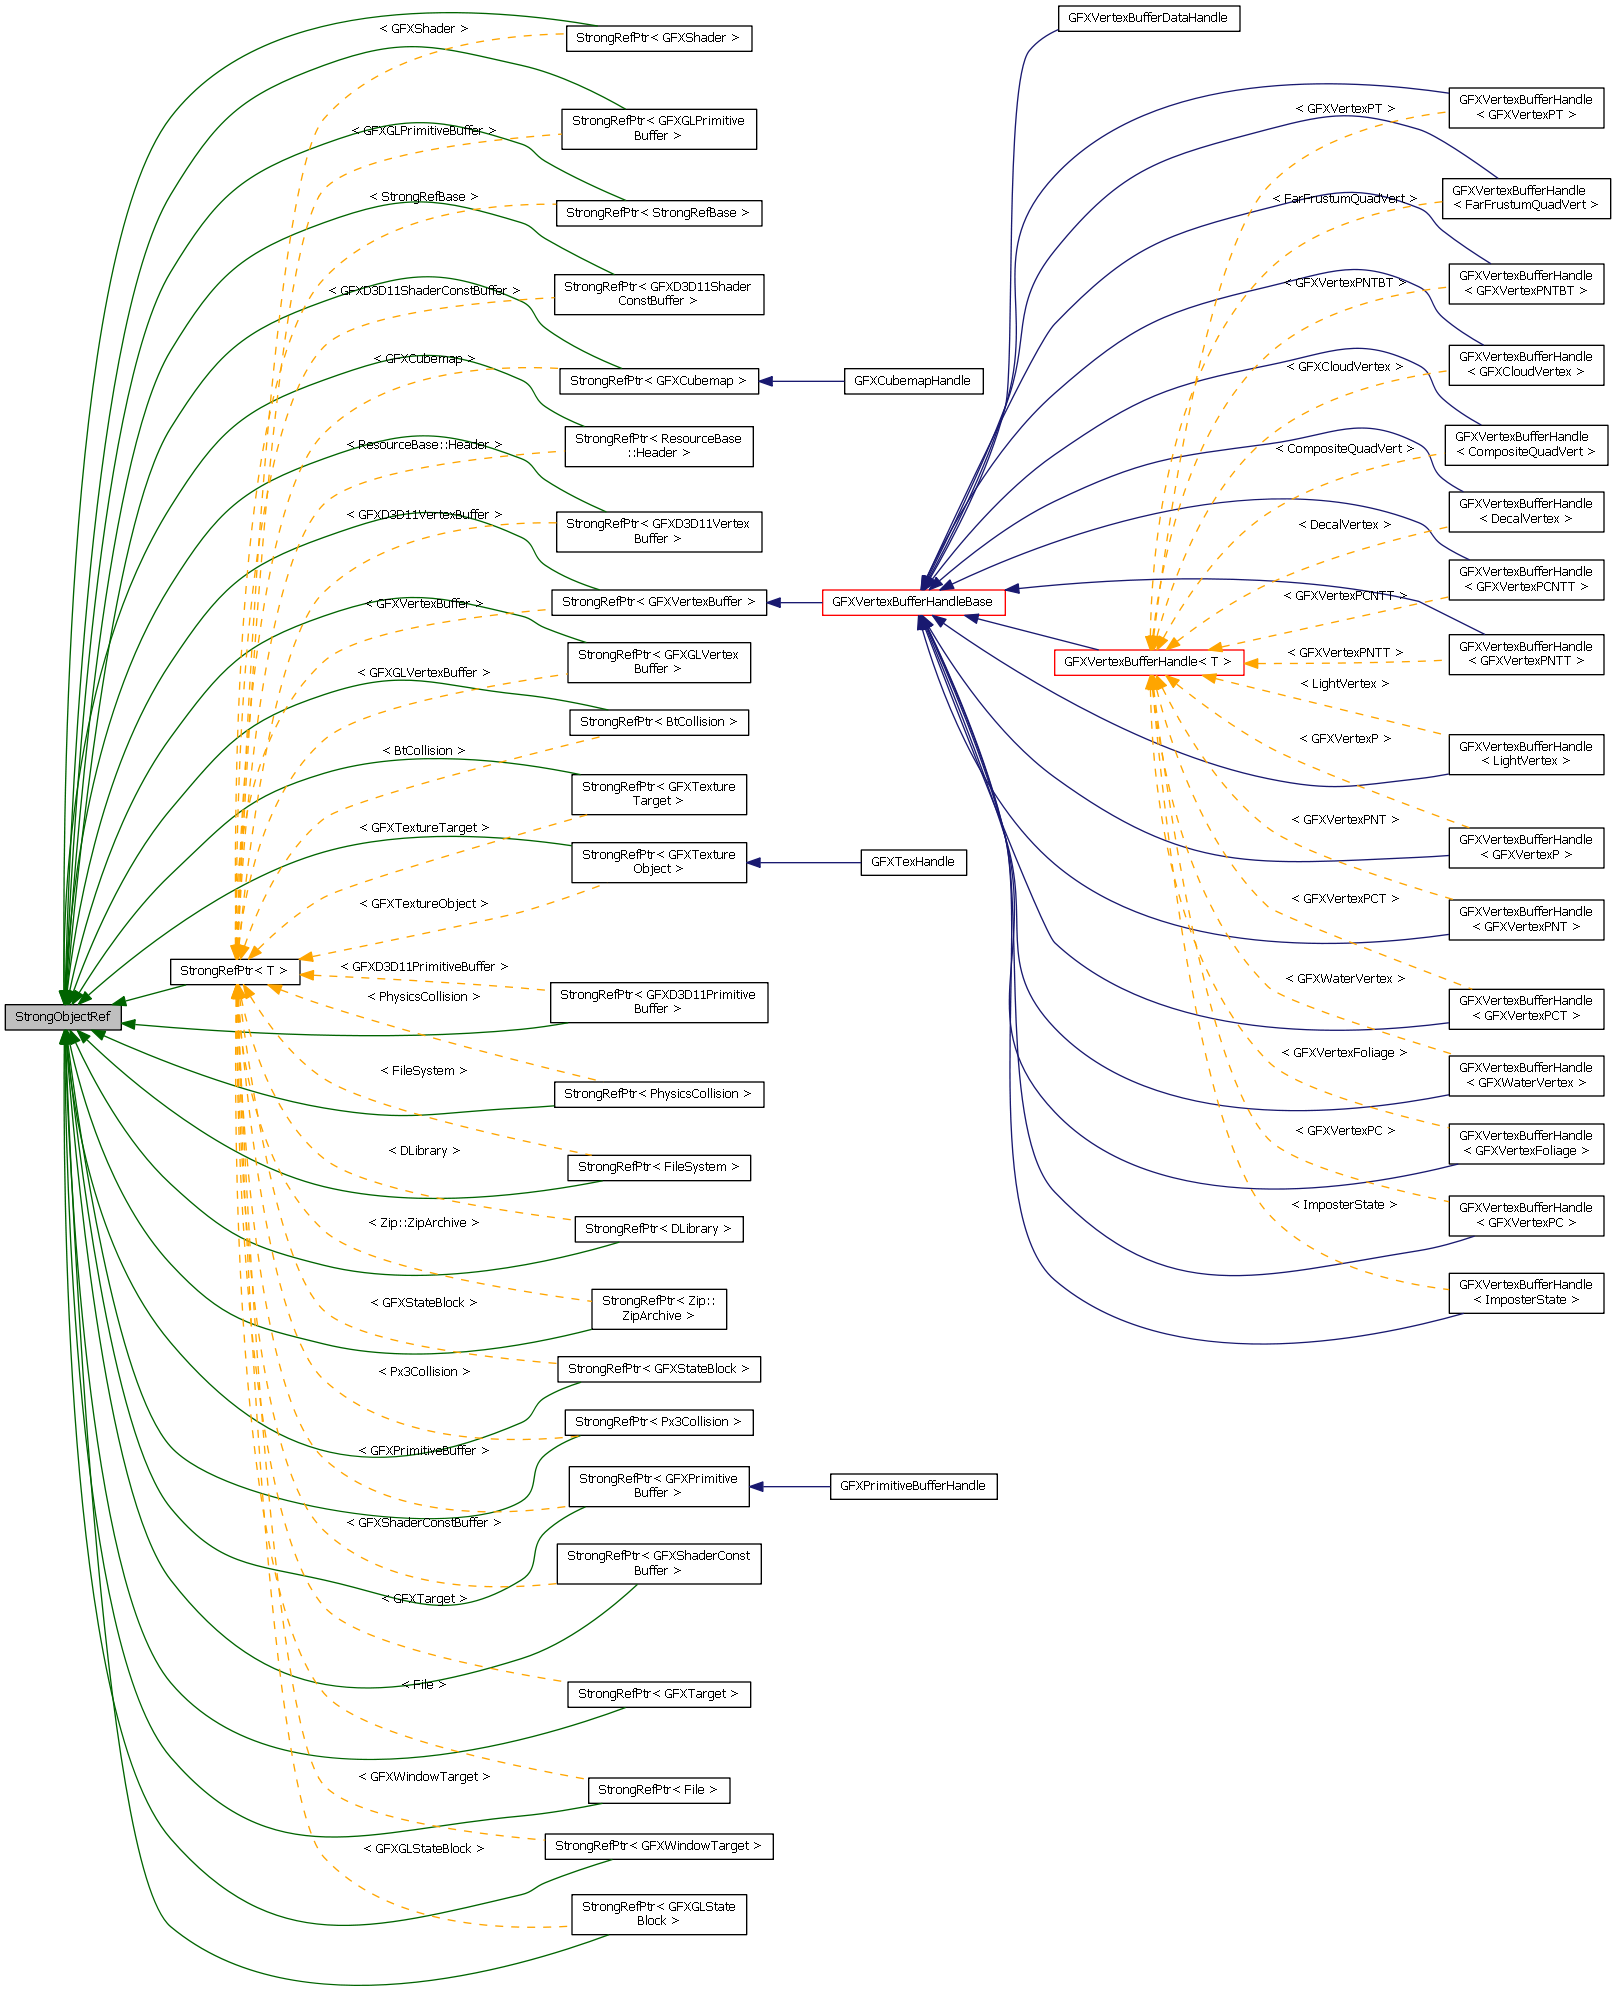 StrongObjectRef
StrongRefPtr< T >
< GFXShader >
< GFXGLPrimitiveBuffer >
< StrongRefBase >
< GFXD3D11ShaderConstBuffer >
< GFXCubemap >
< ResourceBase::Header >
< GFXD3D11VertexBuffer >
< GFXVertexBuffer >
< GFXGLVertexBuffer >
< BtCollision >
< GFXTextureTarget >
< GFXTextureObject >
< GFXD3D11PrimitiveBuffer >
< PhysicsCollision >
< FileSystem >
< DLibrary >
< Zip::ZipArchive >
< GFXStateBlock >
< Px3Collision >
< GFXPrimitiveBuffer >
< GFXShaderConstBuffer >
< GFXTarget >
< File >
< GFXWindowTarget >
< GFXGLStateBlock >
StrongRefPtr< GFXShader >
StrongRefPtr< GFXGLPrimitive
Buffer >
StrongRefPtr< StrongRefBase >
StrongRefPtr< GFXD3D11Shader
ConstBuffer >
StrongRefPtr< GFXCubemap >
StrongRefPtr< ResourceBase
::Header >
StrongRefPtr< GFXD3D11Vertex
Buffer >
StrongRefPtr< GFXVertexBuffer >
StrongRefPtr< GFXGLVertex
Buffer >
StrongRefPtr< BtCollision >
StrongRefPtr< GFXTexture
Target >
StrongRefPtr< GFXTexture
Object >
StrongRefPtr< GFXD3D11Primitive
Buffer >
StrongRefPtr< PhysicsCollision >
StrongRefPtr< FileSystem >
StrongRefPtr< DLibrary >
StrongRefPtr< Zip::
ZipArchive >
StrongRefPtr< GFXStateBlock >
StrongRefPtr< Px3Collision >
StrongRefPtr< GFXPrimitive
Buffer >
StrongRefPtr< GFXShaderConst
Buffer >
StrongRefPtr< GFXTarget >
StrongRefPtr< File >
StrongRefPtr< GFXWindowTarget >
StrongRefPtr< GFXGLState
Block >
GFXCubemapHandle
GFXVertexBufferHandleBase
GFXTexHandle
GFXPrimitiveBufferHandle
GFXVertexBufferDataHandle
GFXVertexBufferHandle< T >
< GFXVertexPT >
< FarFrustumQuadVert >
< GFXVertexPNTBT >
< GFXCloudVertex >
< CompositeQuadVert >
< DecalVertex >
< GFXVertexPCNTT >
< GFXVertexPNTT >
< LightVertex >
< GFXVertexP >
< GFXVertexPNT >
< GFXVertexPCT >
< GFXWaterVertex >
< GFXVertexFoliage >
< GFXVertexPC >
< ImposterState >
GFXVertexBufferHandle
< GFXVertexPT >
GFXVertexBufferHandle
< FarFrustumQuadVert >
GFXVertexBufferHandle
< GFXVertexPNTBT >
GFXVertexBufferHandle
< GFXCloudVertex >
GFXVertexBufferHandle
< CompositeQuadVert >
GFXVertexBufferHandle
< DecalVertex >
GFXVertexBufferHandle
< GFXVertexPCNTT >
GFXVertexBufferHandle
< GFXVertexPNTT >
GFXVertexBufferHandle
< LightVertex >
GFXVertexBufferHandle
< GFXVertexP >
GFXVertexBufferHandle
< GFXVertexPNT >
GFXVertexBufferHandle
< GFXVertexPCT >
GFXVertexBufferHandle
< GFXWaterVertex >
GFXVertexBufferHandle
< GFXVertexFoliage >
GFXVertexBufferHandle
< GFXVertexPC >
GFXVertexBufferHandle
< ImposterState >